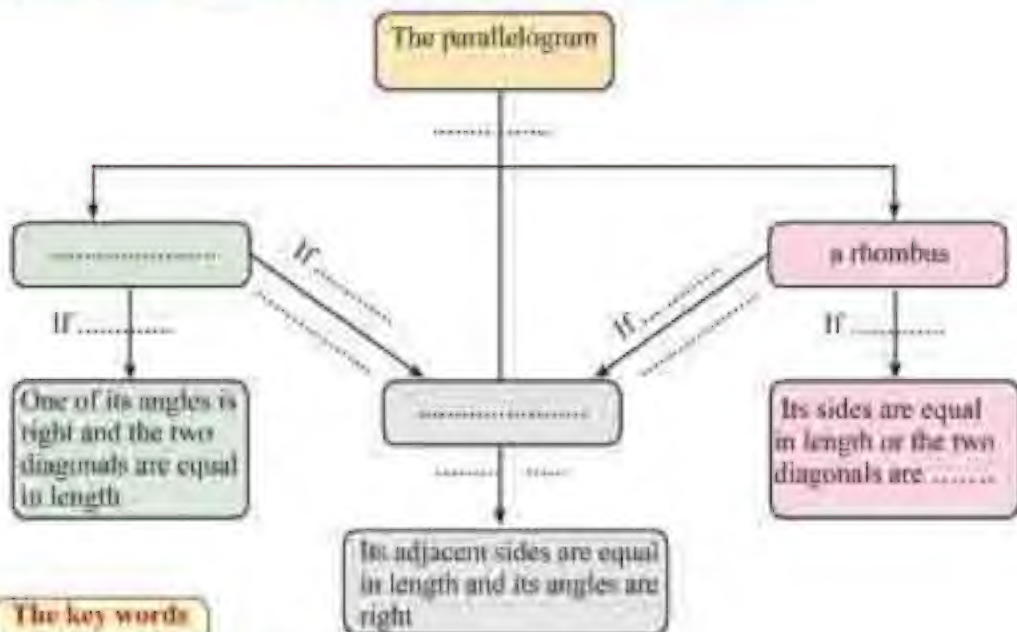 The parallelogram
...............
......................
a rhombus
If ............
............
If ............
............
If ............
If ............
One of its angles is
right and the two
diagonals are equal
in length
......................
Its sides are equal
in length or the two
diagonals are ........
......... .....
Its adjacent sides are equal
in length and its angles are
right
The key words